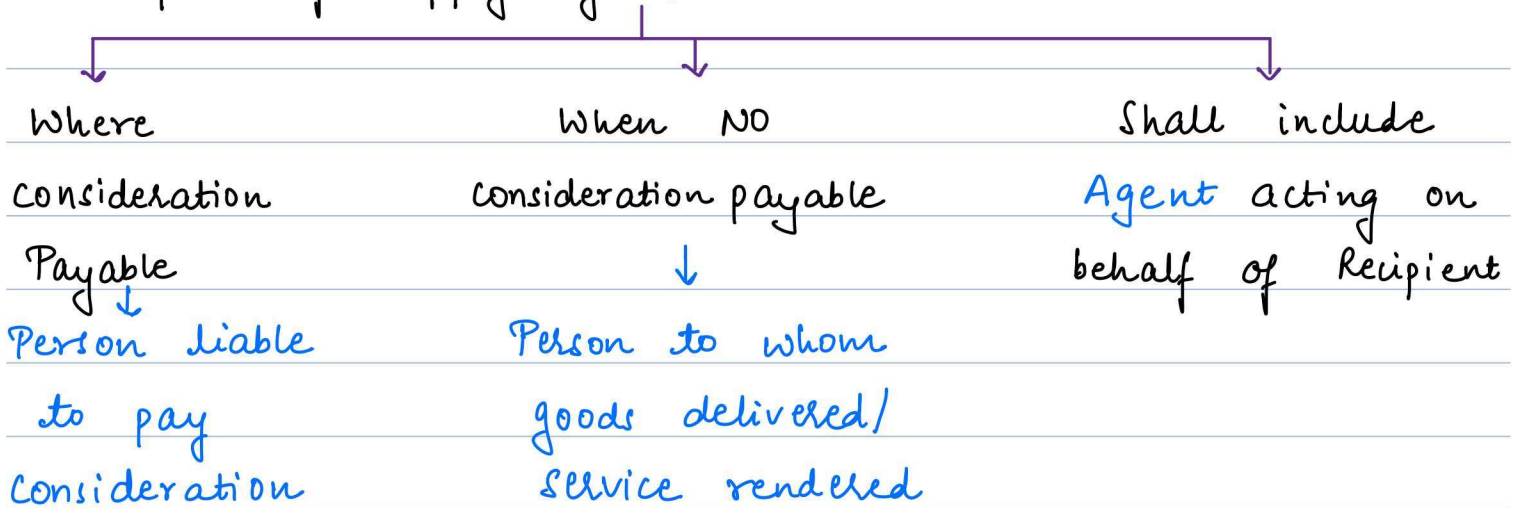 Where
consideration
Payable
Person liable
to pay
consideration
When NO
consideration payable
Person to whom
goods delivered/
service rendered
Shall include
Agent acting on
behalf of Recipient